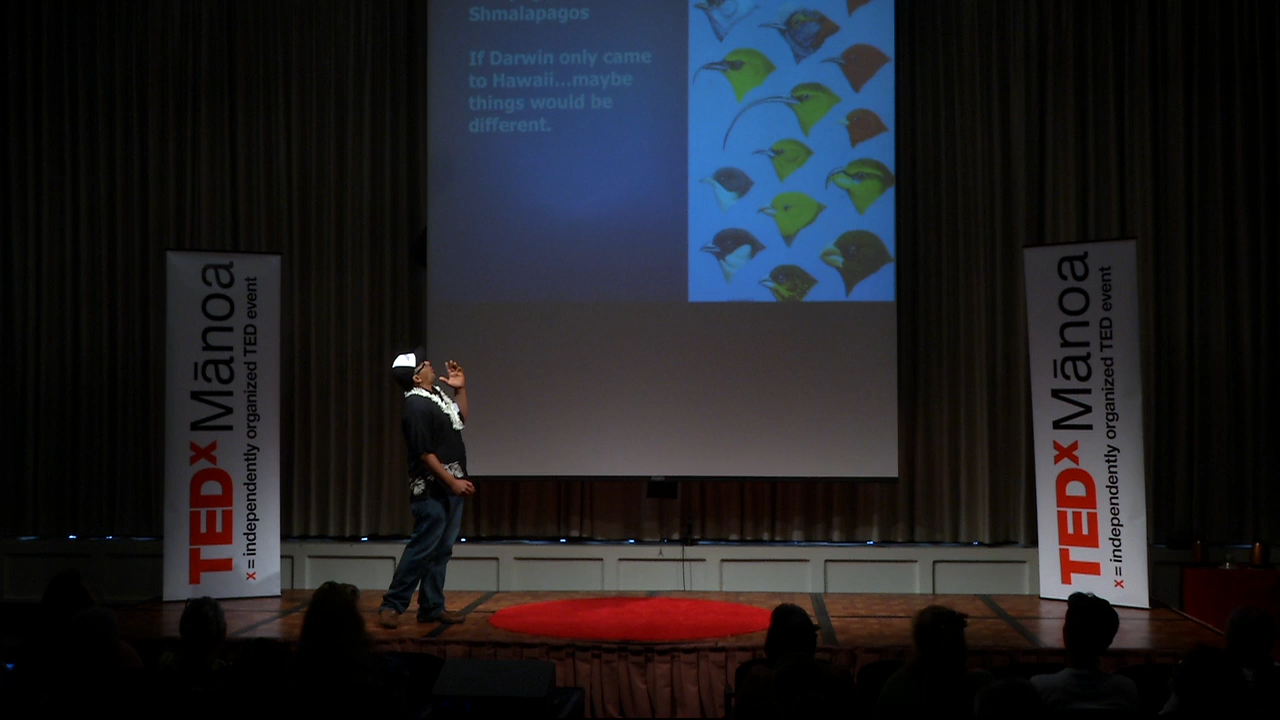 Shmalapagos
If Darwin only came
to Hawaii...maybe
things would be
different.
TEDx Mānoa
x = independently organized TED event
TEDx Mānoa
x = independently organized TED event